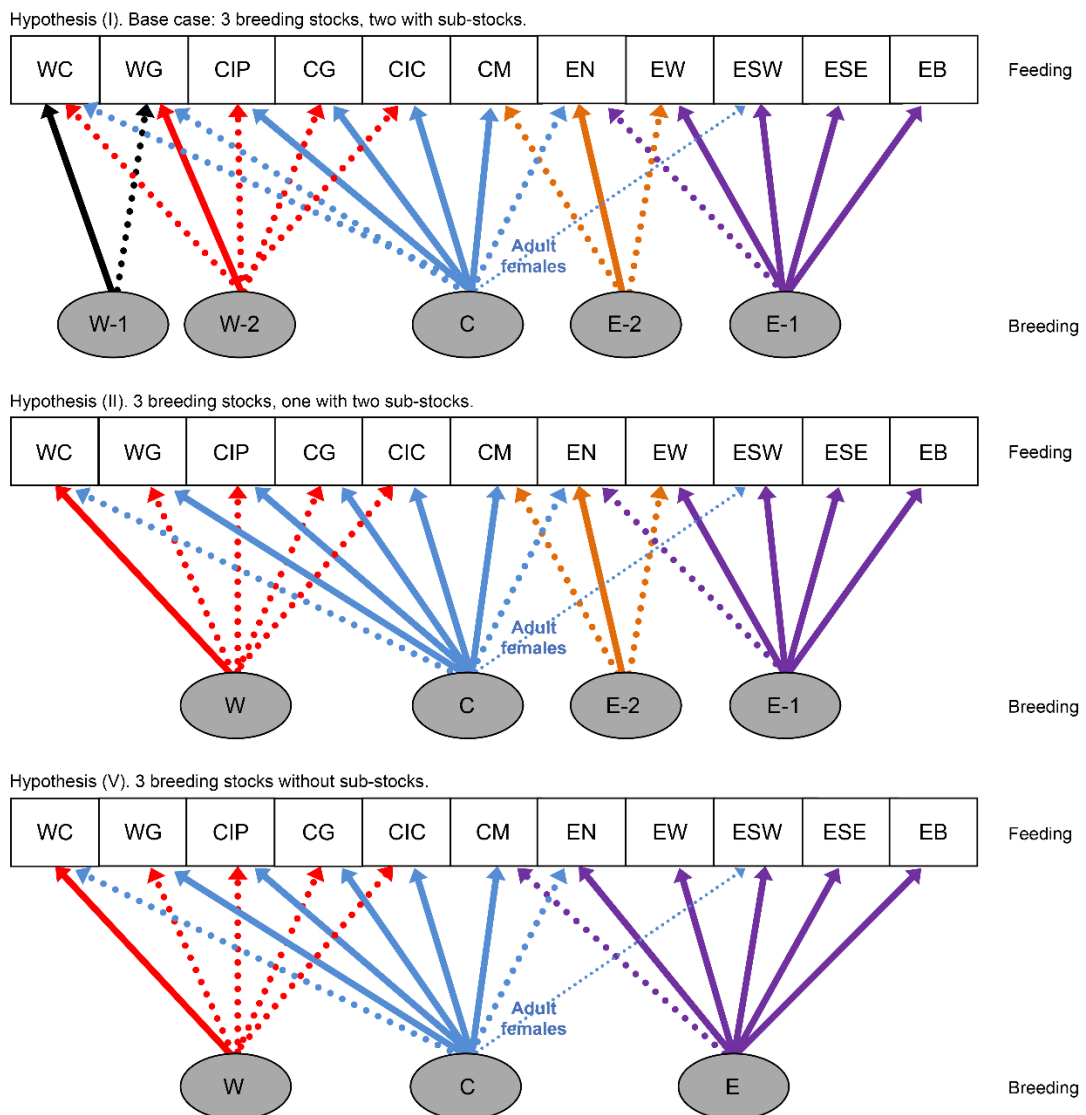 Hypothesis (I). Base case: 3 breeding stocks, two with sub-stocks.
WC WG CIP CG CIC CM EN EW ESW ESE EB Feeding
Adult
females
W-1 W-2 C E-2 E-1 Breeding
Hypothesis (II). 3 breeding stocks, one with two sub-stocks.
WC WG CIP CG CIC CM EN EW ESW ESE EB Feeding
Adult
females
W C E-2 E-1 Breeding
Hypothesis (V). 3 breeding stocks without sub-stocks.
WC WG CIP CG CIC CM EN EW ESW ESE EB Feeding
Adult
females
W C E Breeding